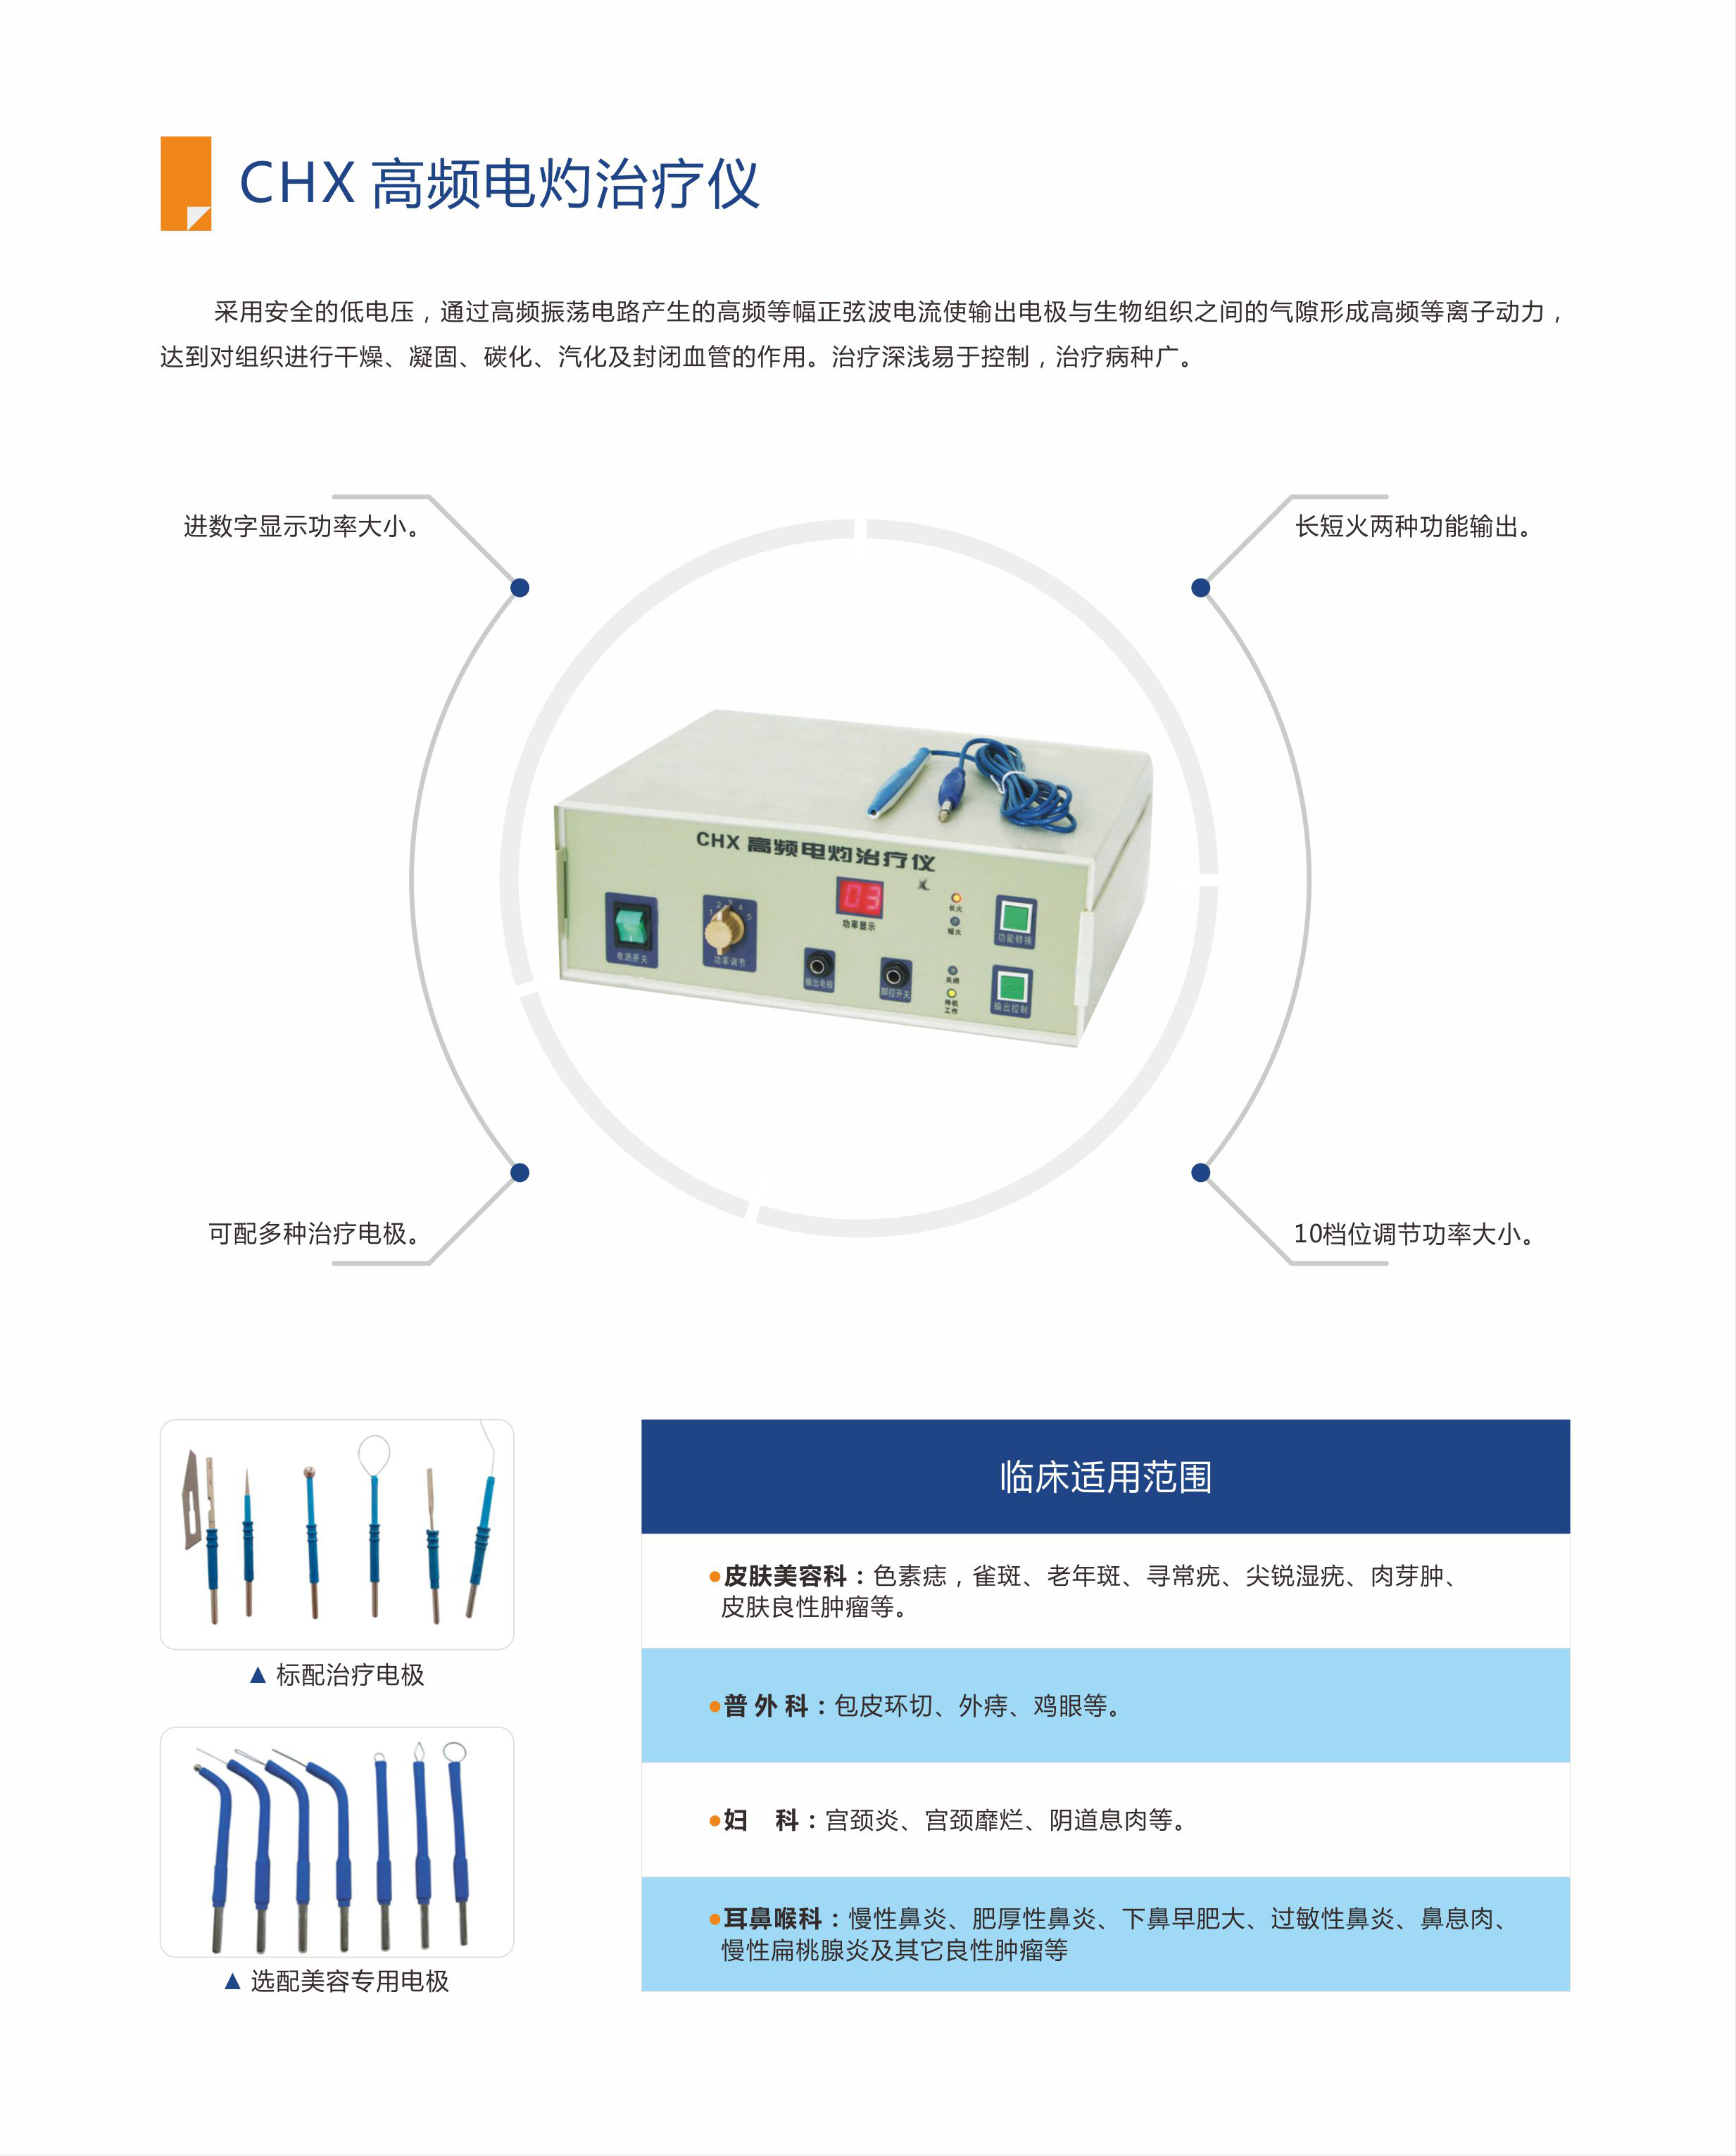 CHX 高频电灼治疗仪
采用安全的低电压，通过高频振荡电路产生的高频等幅正弦波电流使输出电极与生物组织之间的气隙形成高频等离子动力，
达到对组织进行干燥、凝固、碳化、汽化及封闭血管的作用。治疗深浅易于控制，治疗病种广。
进数字显示功率大小。
长短火两种功能输出。
CHX 高频电灼治疗仪
03
功率显示
长火
短火
功能转换
1 2 3 4 5
电源开关
功率调节
输出电极
脚控开关
关闭
待机
工作
输出控制
可配多种治疗电极。
10档位调节功率大小。
标配治疗电极
选配美容专用电极
临床适用范围
●皮肤美容科：色素痣，雀斑、老年斑、寻常疣、尖锐湿疣、肉芽肿、
皮肤良性肿瘤等。
●普 外 科：包皮环切、外痔、鸡眼等。
●妇 科：宫颈炎、宫颈靡烂、阴道息肉等。
●耳鼻喉科：慢性鼻炎、肥厚性鼻炎、下鼻早肥大、过敏性鼻炎、鼻息肉、
慢性扁桃腺炎及其它良性肿瘤等